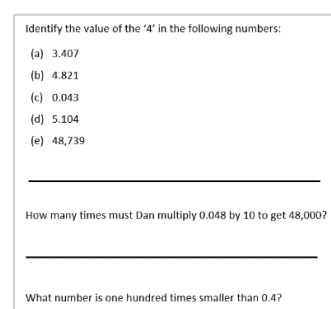 Identify the value of the ‘4’ in the following numbers:
(a) 3.407
(b) 4.821
(c) 0.043
(d) 5.104
(e) 48,739
How many times must Dan multiply 0.048 by 10 to get 48,000?
What number is one hundred times smaller than 0.4?